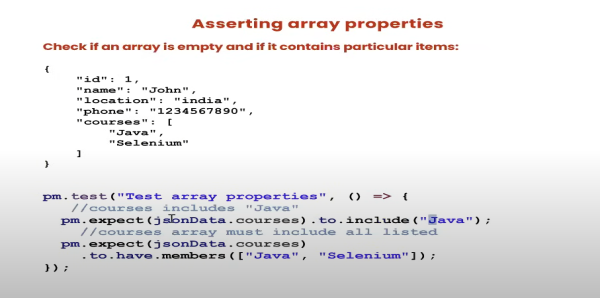 Asserting array properties
Check if an array is empty and if it contains particular items:
{
"id": 1,
"name": "John",
"location": "india",
"phone": "1234567890",
"courses": [
"Java",
"Selenium"
]
}
pm.test("Test array properties", () => {
//courses includes "Java"
pm.expect(jsonData.courses).to.include("Java");
//courses array must include all listed
pm.expect(jsonData.courses)
.to.have.members(["Java", "Selenium"]);
});